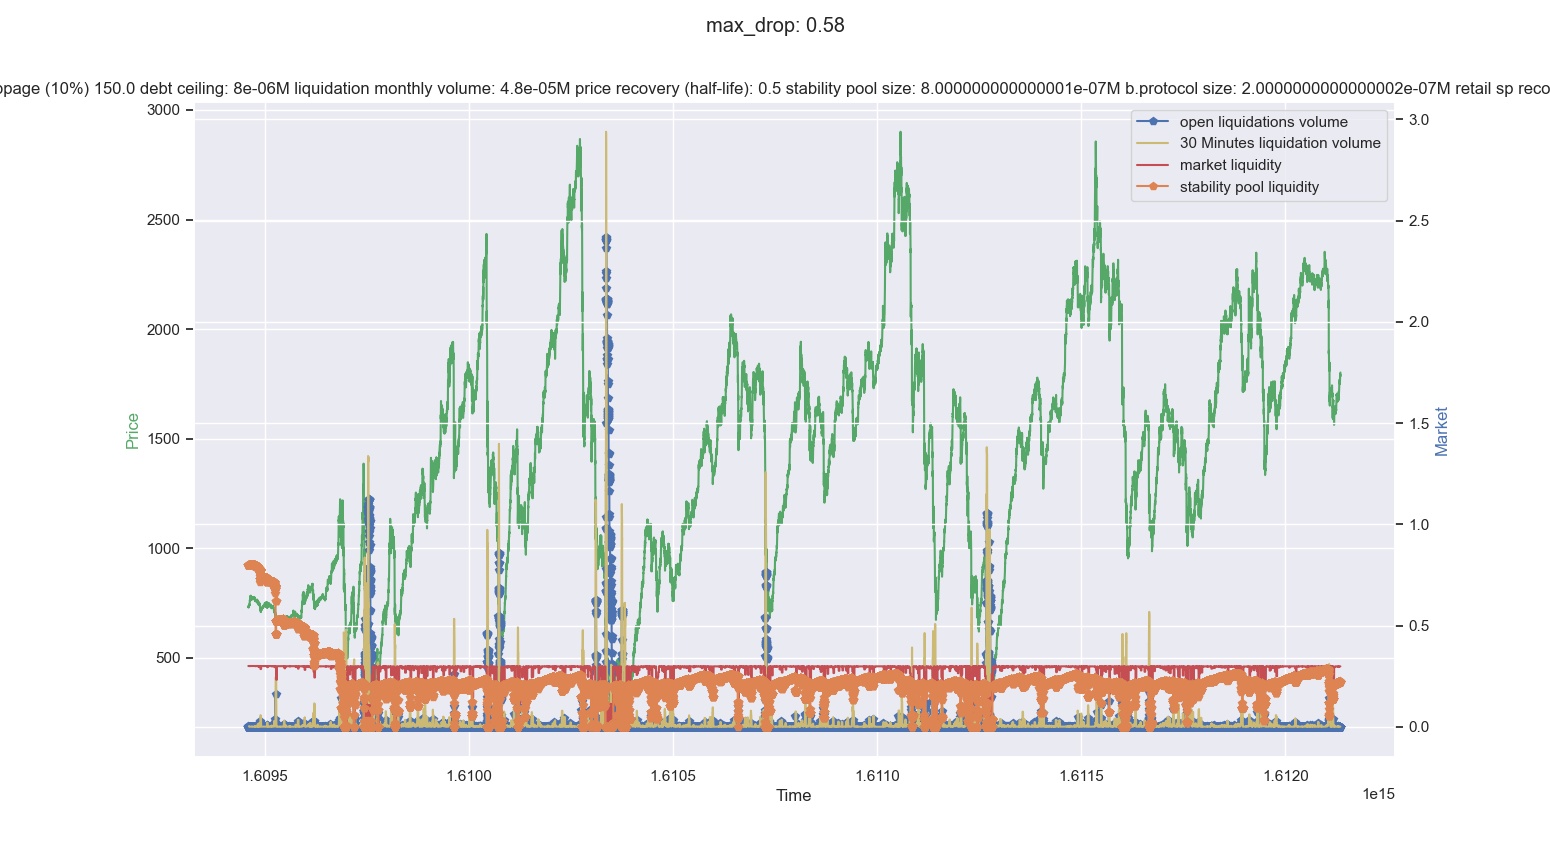 max_drop: 0.58
(10%) 150.0 debt ceiling: 8e-06M liquidation monthly volume: 4.8e-05M price recovery (half-life): 0.5 stability pool size: 8.000000000000001e-07M b.protocol size: 2.0000000000000002e-07M retail sp
3000
2500
2000
1500
1000
500
Price
3.0
2.5
2.0
1.5
1.0
0.5
0.0
Market
open liquidations volume
30 Minutes liquidation volume
market liquidity
stability pool liquidity
1.6095 1.6100 1.6105 1.6110 1.6115 1.6120
1e15
Time